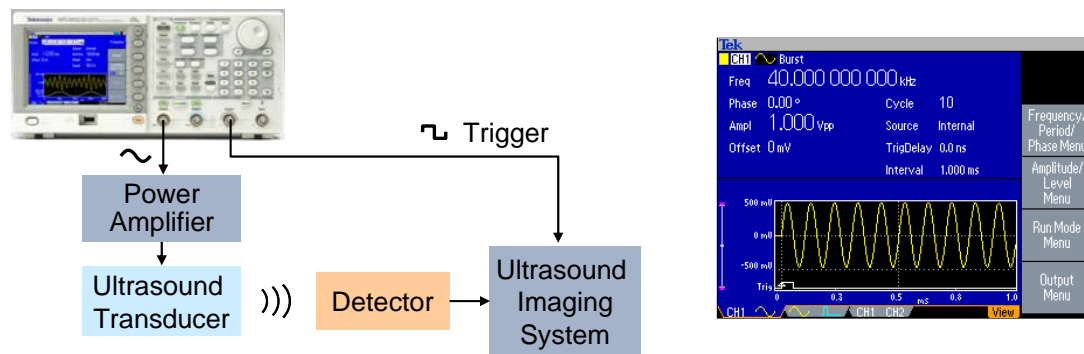 Tektronix
Trigger
Power
Amplifier
Ultrasound
Transducer
Detector
Ultrasound
Imaging
System
Tek
CH1 Burst
Freq 40.000 000 000 kHz
Phase 0.00 ° Cycle 10
Ampl 1.000 Vpp Source Internal
Offset 0 mV TrigDelay 0.0 ns
Interval 1.000 ms
Frequency/
Period/
Phase Menu
Amplitude/
Level
Menu
Run Mode
Menu
Output
Menu
500 mV
0 mV
-500 mV
Trig
0 0.3 0.5 ms 0.8 1.0
CH1 CH1 CH2 View